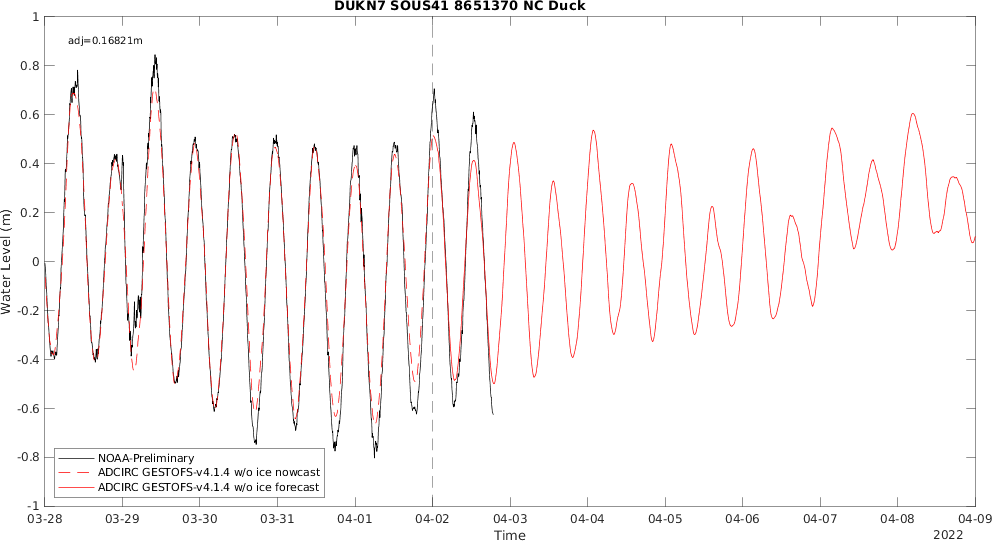 DUKN7 SOUS41 8651370 NC Duck
adj=0.16821m
1
0.8
0.6
0.4
0.2
0
-0.2
-0.4
-0.6
-0.8
-1
Water Level (m)
NOAA-Preliminary
ADCIRC GESTOFS-v4.1.4 w/o ice nowcast
ADCIRC GESTOFS-v4.1.4 w/o ice forecast
03-28 03-29 03-30 03-31 04-01 04-02 04-03 04-04 04-05 04-06 04-07 04-08 04-09
Time
2022